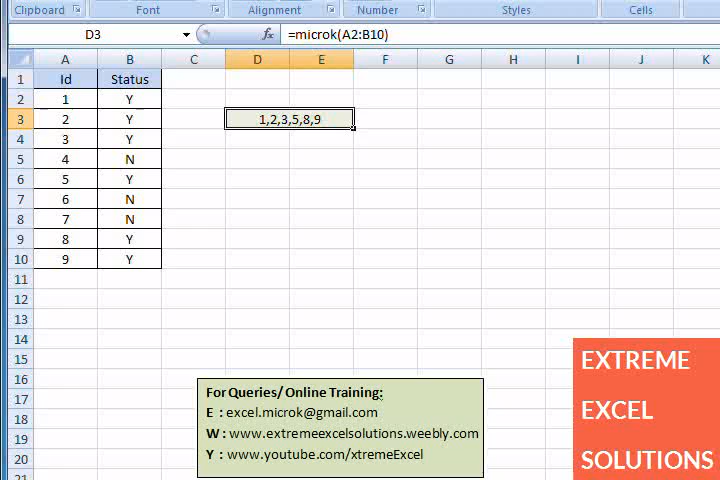 Clipboard Font Alignment Number Styles Cells
D3 fx =microk(A2:B10)
A B C D E F G H I J K
1 Id Status
2 1 Y
3 2 Y 1,2,3,5,8,9
4 3 Y
5 4 N
6 5 Y
7 6 N
8 7 N
9 8 Y
10 9 Y
11
12
13
14
15
16
17
18
19
20
21
For Queries/ Online Training:
E : excel.microk@gmail.com
W : www.extremeexcelsolutions.weebly.com
Y : www.youtube.com/xtremeExcel
EXTREME
EXCEL
SOLUTIONS